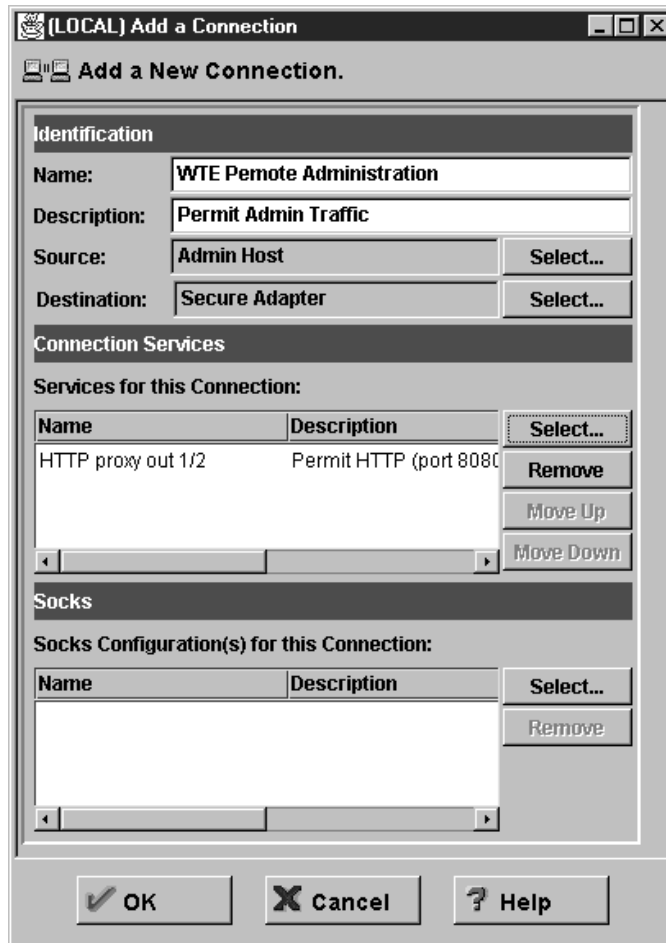 (LOCAL) Add a Connection
Add a New Connection.
Identification
Name: WTE Pemote Administration
Description: Permit Admin Traffic
Source: Admin Host Select...
Destination: Secure Adapter Select...
Connection Services
Services for this Connection:
Name Description Select...
HTTP proxy out 1/2 Permit HTTP (port 8080
Remove
Move Up
Move Down
Socks
Socks Configuration(s) for this Connection:
Name Description Select...
Remove
OK Cancel Help